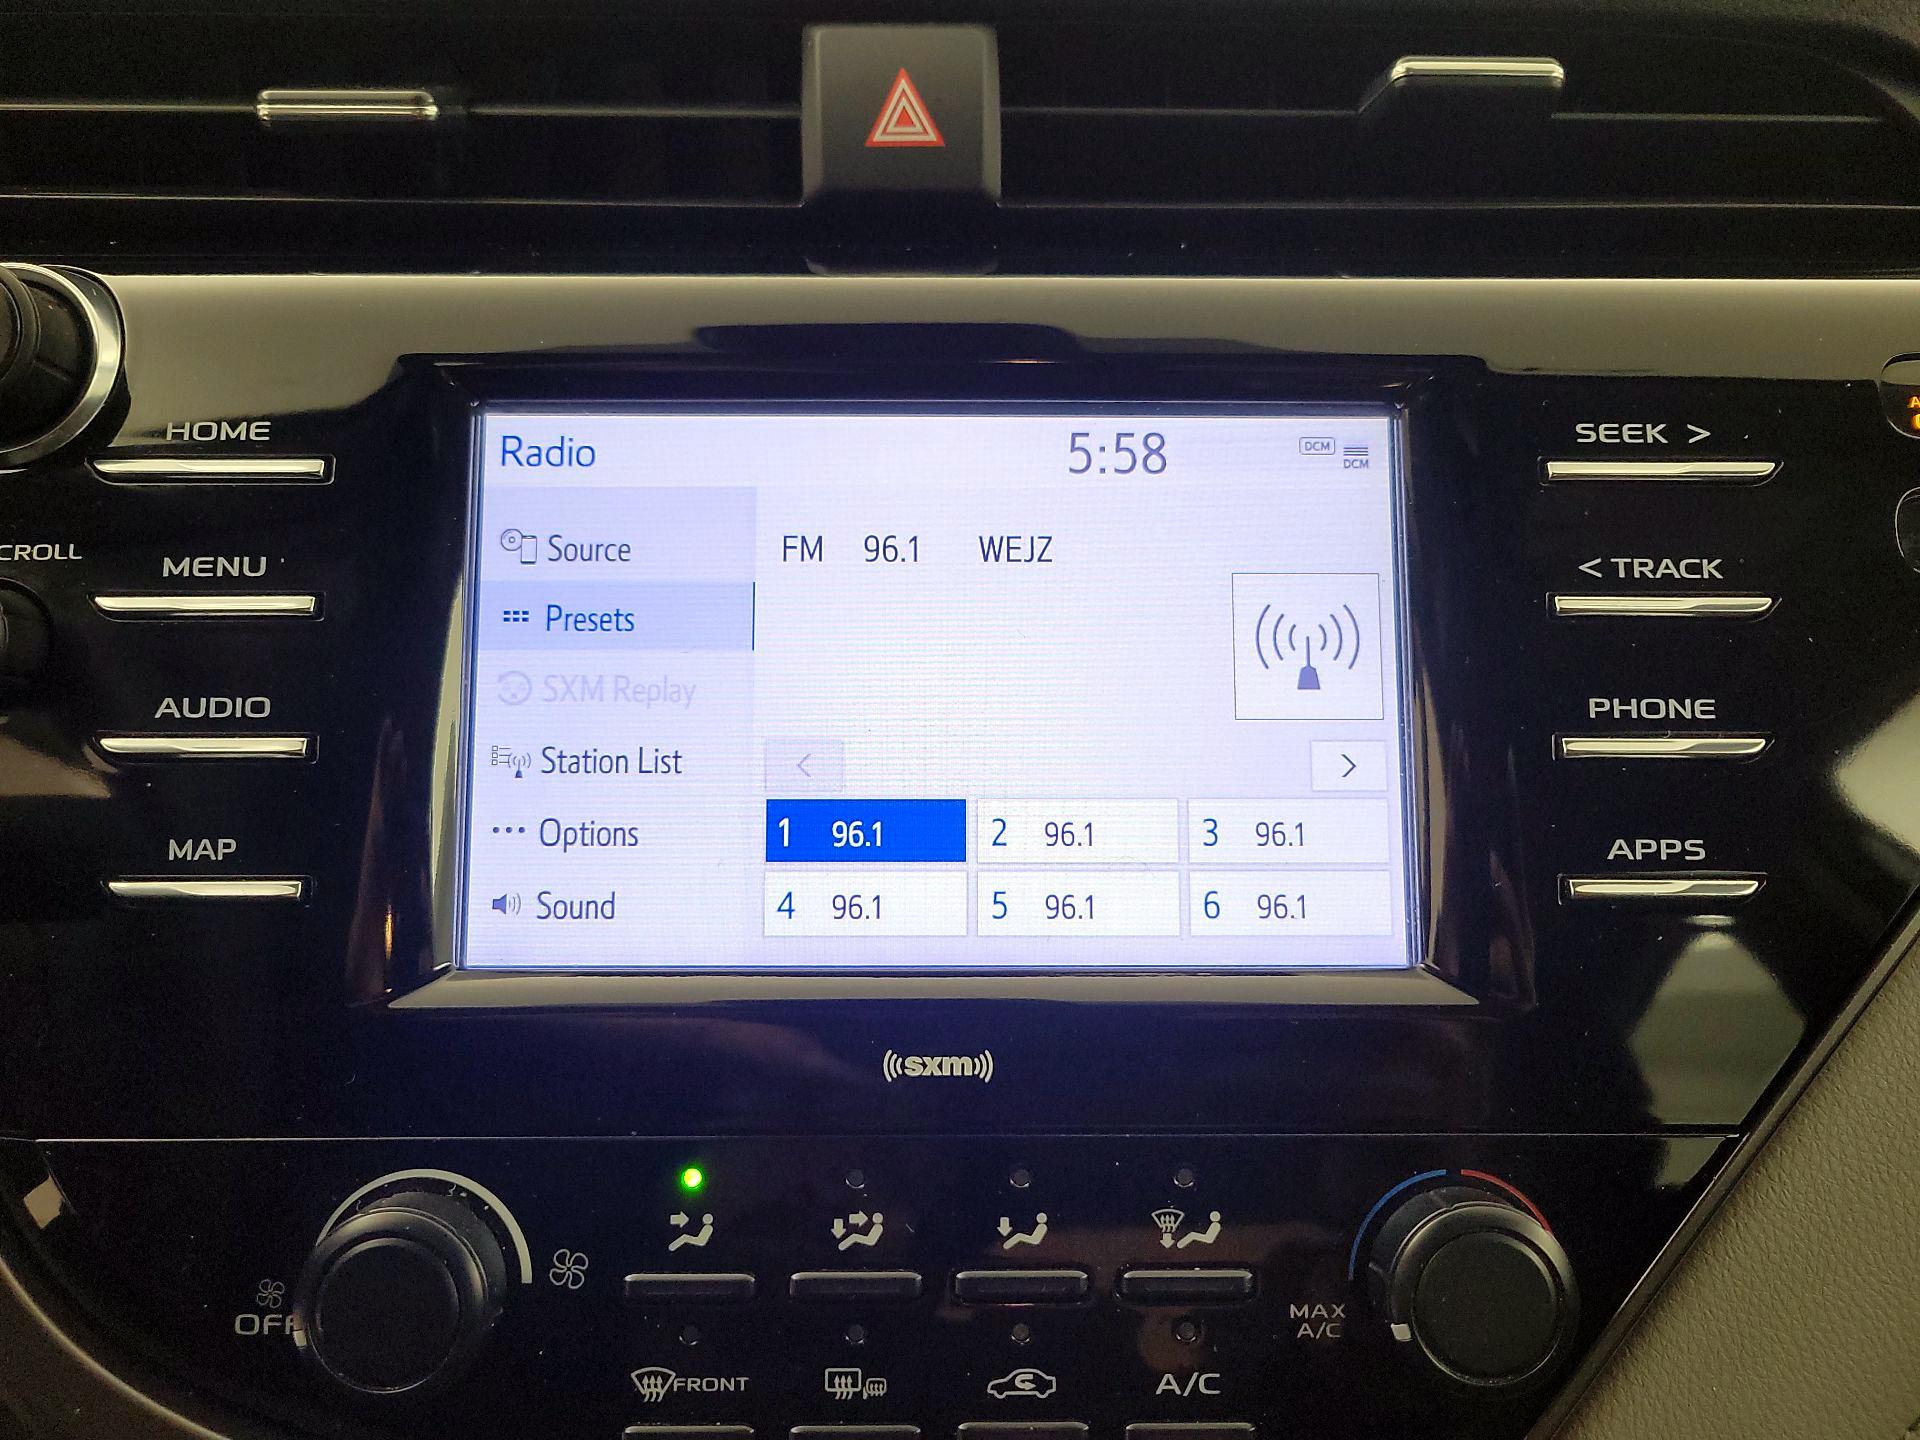 Radio 5:58 DCM DCM
HOME
MENU
AUDIO
MAP
Source
Presets
SXM Replay
Station List
Options
Sound
FM 96.1 WEJZ
< >
1 96.1 2 96.1 3 96.1
4 96.1 5 96.1 6 96.1
SEEK >
< TRACK
PHONE
APPS
sxm
OFF
MAX
A/C
FRONT
A/C